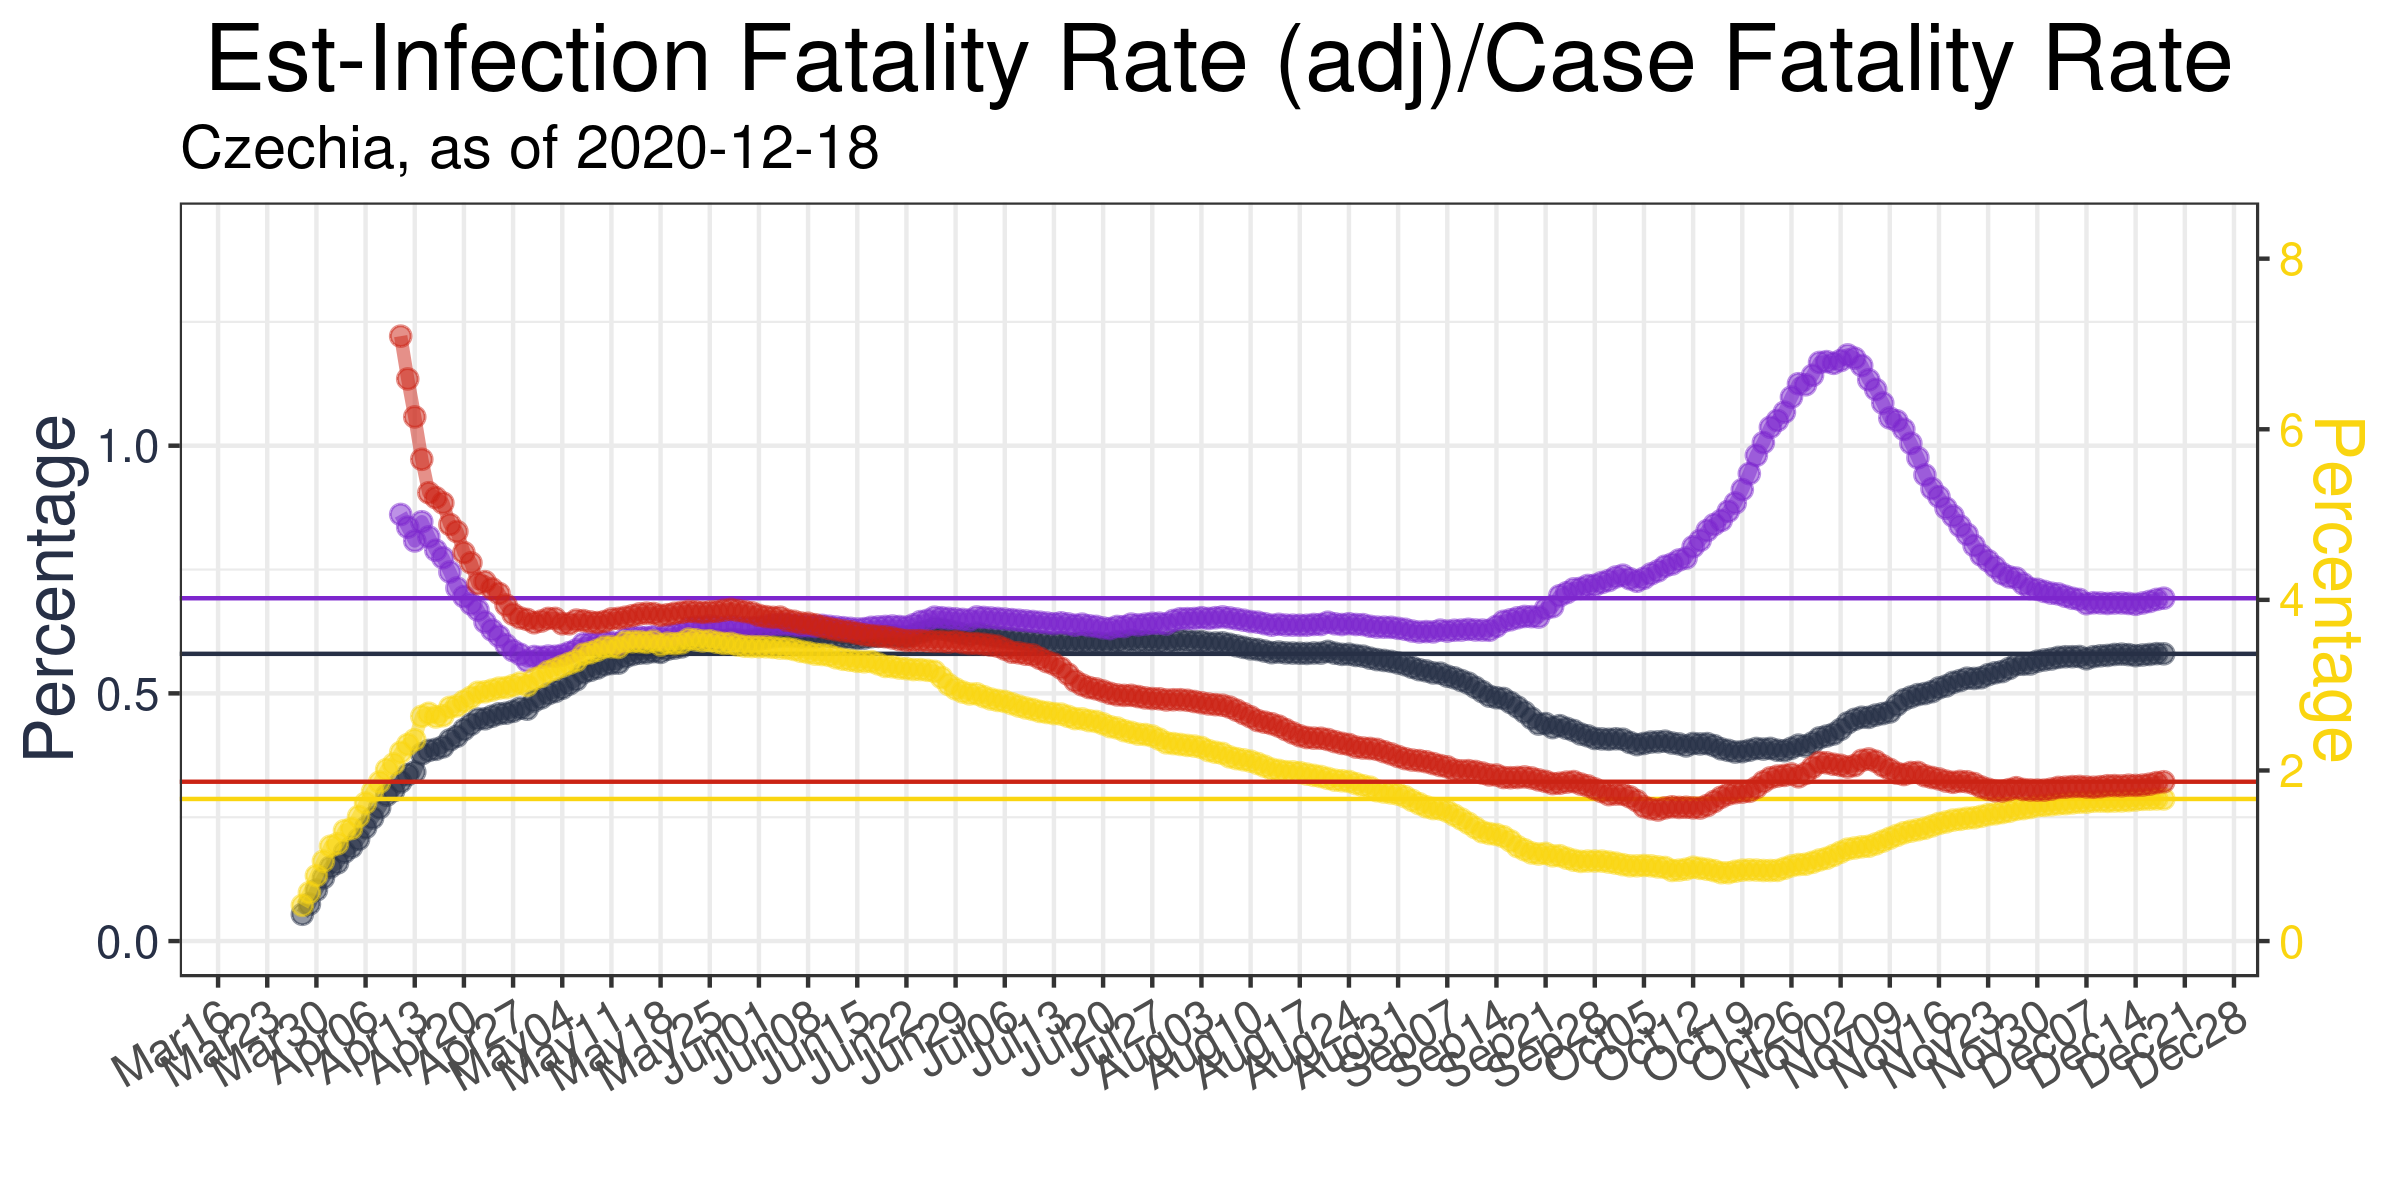 Est-Infection Fatality Rate (adj)/Case Fatality Rate
Czechia, as of 2020-12-18
Percentage
1.0
0.5
0.0
Percentage
8
6
4
2
0
Mar16 Mar23 Mar30 Apr06 Apr13 Apr20 Apr27 May04 May11 May18 May25 Jun01 Jun08 Jun15 Jun22 Jun29 Jul06 Jul13 Jul20 Jul27 Aug03 Aug10 Aug17 Aug24 Aug31 Sep07 Sep14 Sep21 Sep28 Oct05 Oct12 Oct19 Oct26 Nov02 Nov09 Nov16 Nov23 Nov30 Dec07 Dec14 Dec21 Dec28